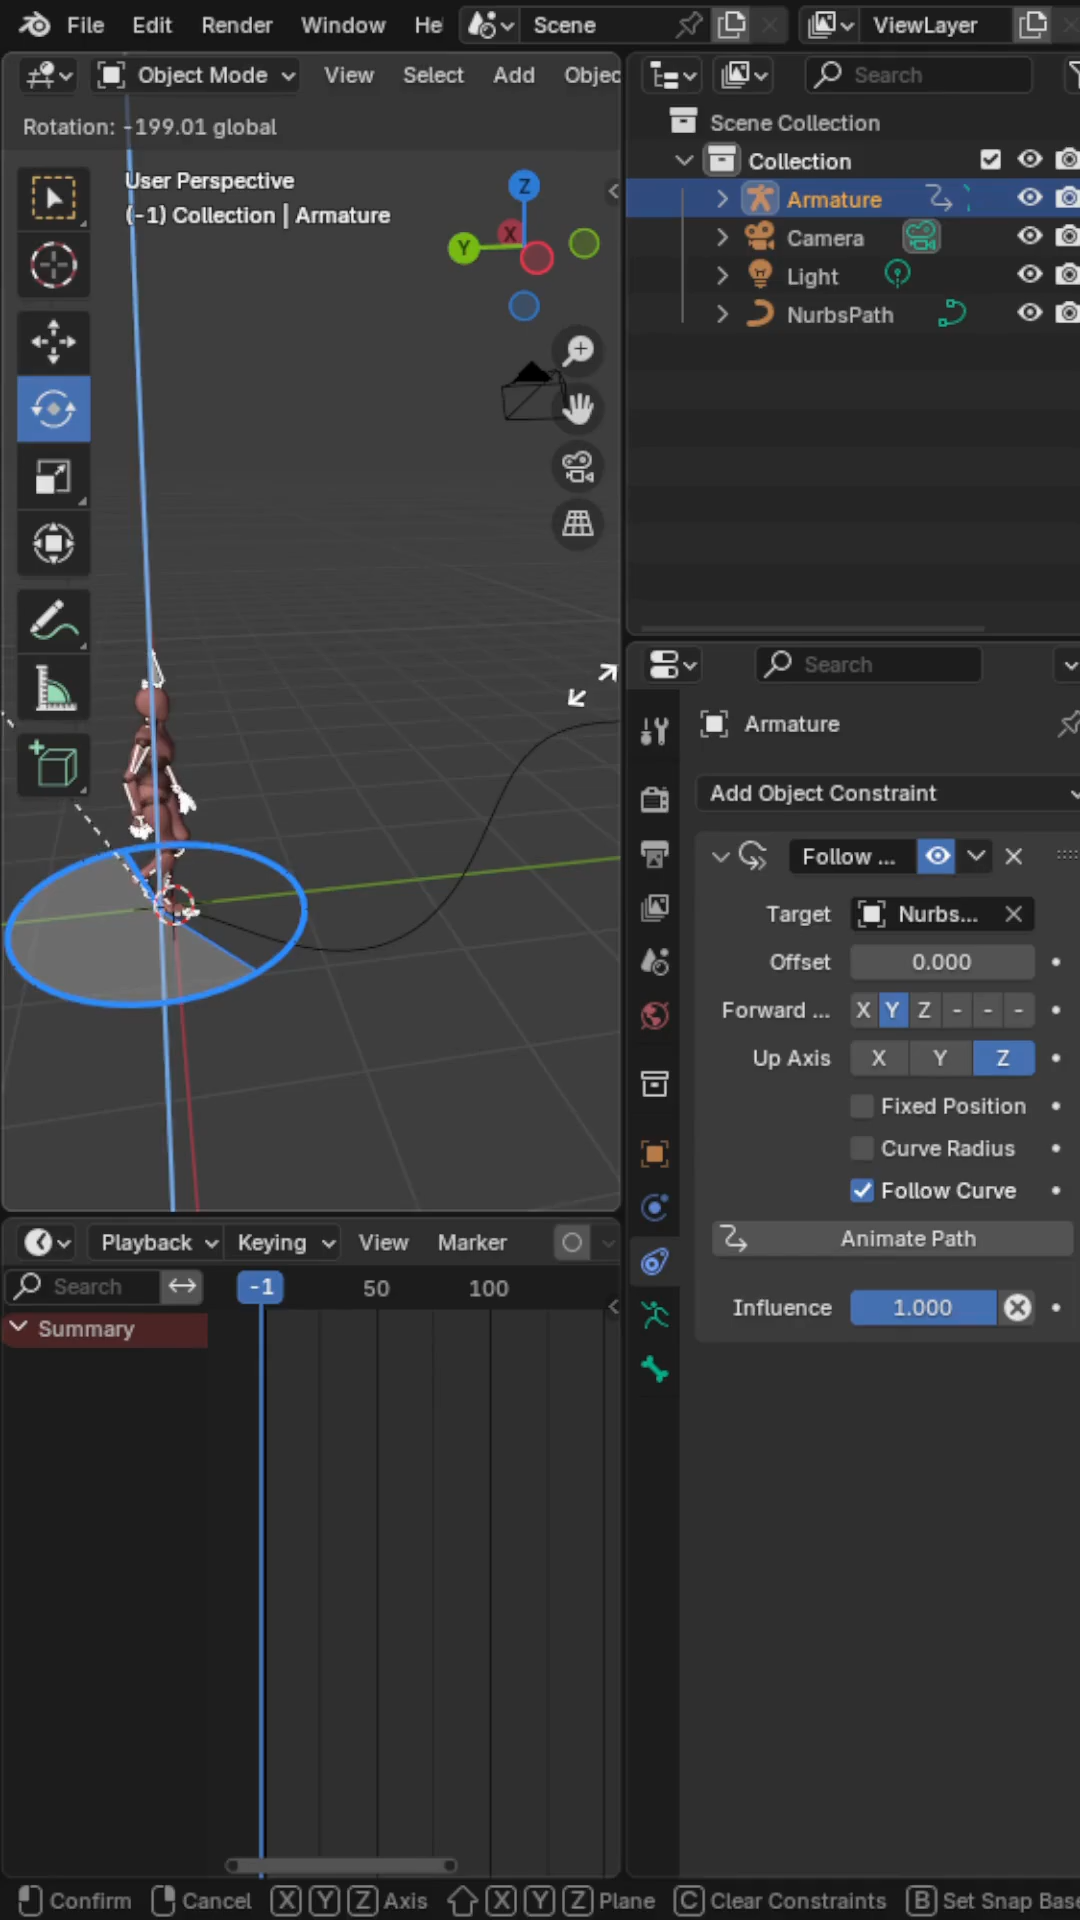 File Edit Render Window He Scene ViewLayer
Object Mode View Select Add Objec Search
Rotation: -199.01 global
User Perspective
(-1) Collection | Armature
Z
X
Y
Scene Collection
Collection
Armature
Camera
Light
NurbsPath
Search
Armature
Add Object Constraint
Follow ...
Target Nurbs...
Offset 0.000
Forward ... X Y Z - - -
Up Axis X Y Z
Fixed Position
Curve Radius
Follow Curve
Animate Path
Influence 1.000
Playback Keying View Marker
Search -1 50 100
Summary
Confirm Cancel X Y Z Axis X Y Z Plane C Clear Constraints B Set Snap Base